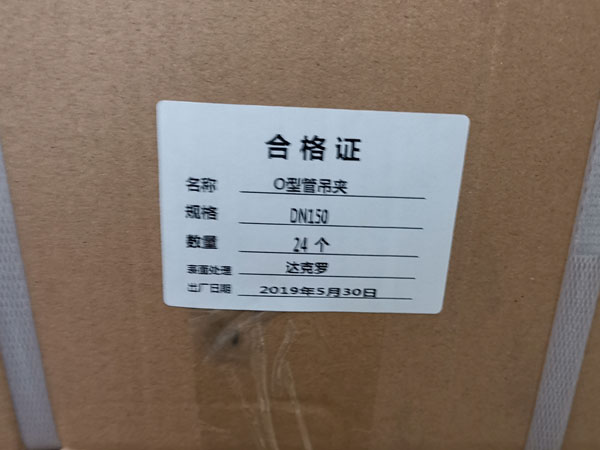 合格证
名称 O型管吊夹
规格 DN150
数量 24 个
表面处理 达克罗
出厂日期 2019年5月30日